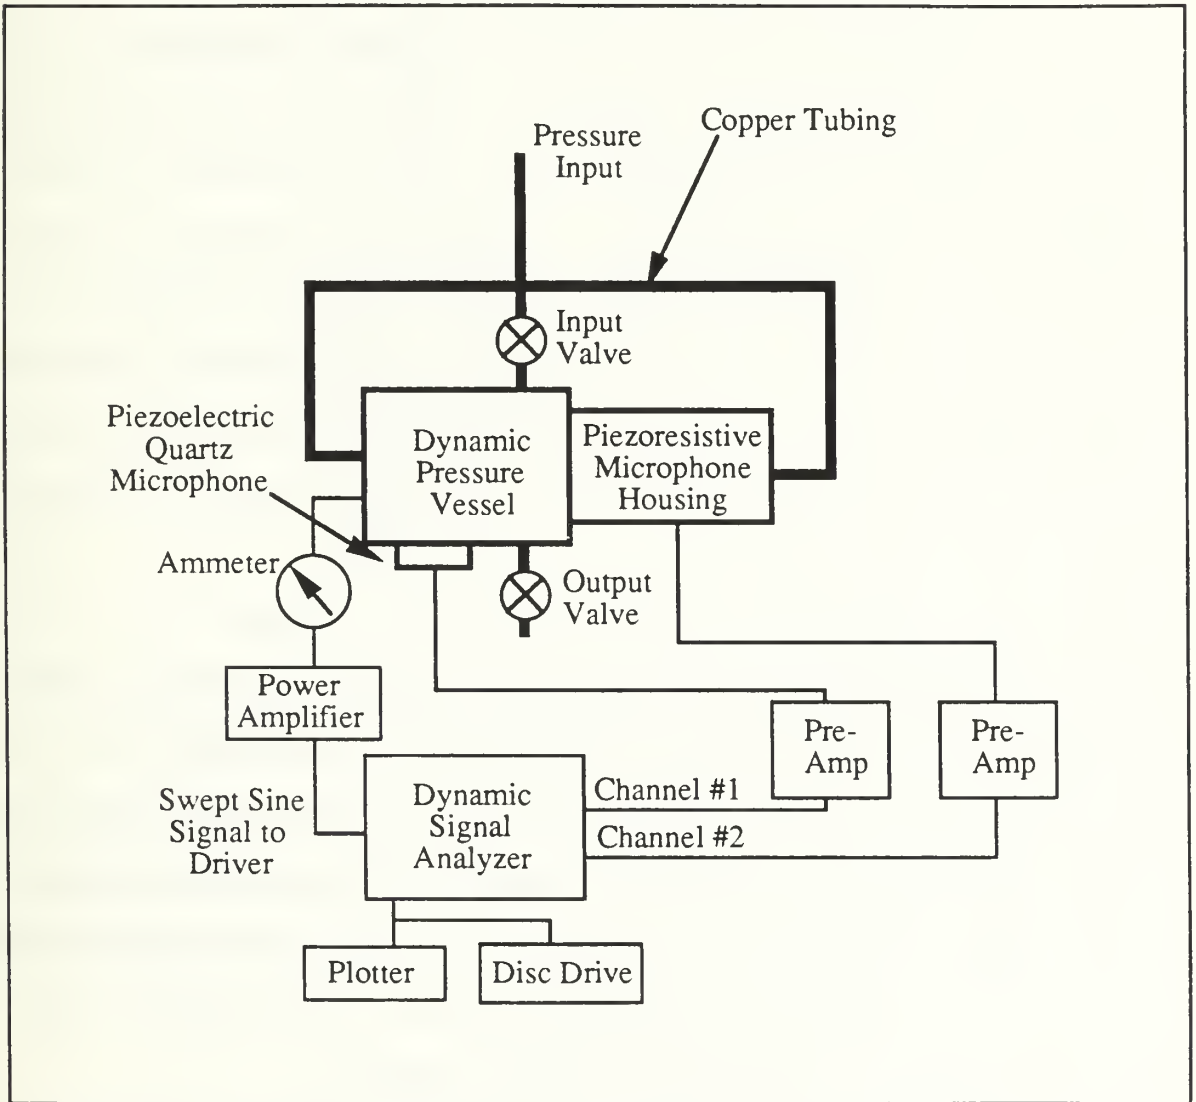 Pressure
Input
Copper Tubing
Input
Valve
Piezoelectric
Quartz
Microphone
Dynamic
Pressure
Vessel
Piezoresistive
Microphone
Housing
Ammeter
Output
Valve
Power
Amplifier
Pre-
Amp
Pre-
Amp
Swept Sine
Signal to
Driver
Dynamic
Signal
Analyzer
Channel #1
Channel #2
Plotter
Disc Drive